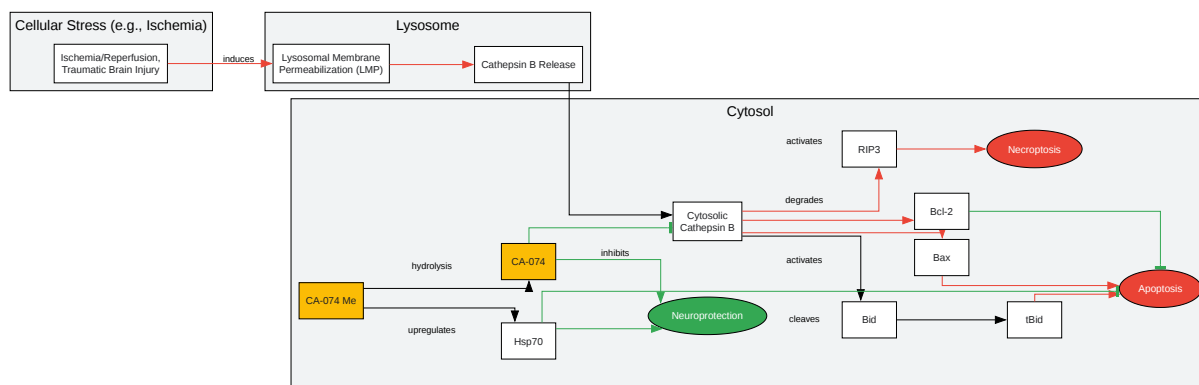 Cellular Stress (e.g., Ischemia)
Lysosome
Ischemia/Reperfusion,
Traumatic Brain Injury
induces
Lysosomal Membrane
Permeabilization (LMP)
Cathepsin B Release
Cytosol
activates
RIP3
Necroptosis
degrades
Cytosolic
Cathepsin B
Bcl-2
Bax
inhibits
activates
hydrolysis
CA-074
CA-074 Me
Apoptosis
upregulates
Hsp70
Neuroprotection
cleaves
Bid
tBid